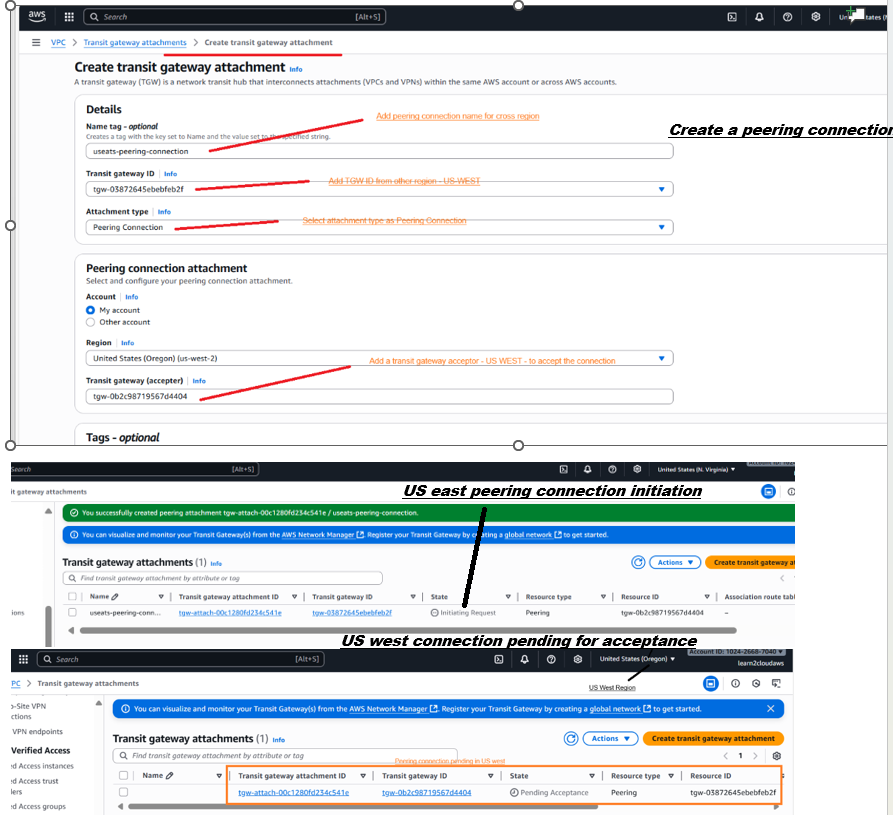 aws
Search [Alt+S]
VPC > Transit gateway attachments > Create transit gateway attachment
Create transit gateway attachment Info
A transit gateway (TGW) is a network transit hub that interconnects attachments (VPCs and VPNs) within the same AWS account or across AWS accounts.
Details
Name tag - optional
Add peering connection name for cross region
Create a peering connection
Creates a tag with the key set to Name and the value set to the specified string.
useats-peering-connection
Transit gateway ID Info
Add TGW ID from other region - US-WEST
tgw-03872645ebebfeb2f
Attachment type Info
Select attachment type as Peering Connection
Peering Connection
Peering connection attachment
Select and configure your peering connection attachment.
Account Info
My account
Other account
Region Info
United States (Oregon) (us-west-2)
Add a transit gateway acceptor - US WEST - to accept the connection
Transit gateway (accepter) Info
tgw-0b2c98719567d4404
Tags - optional
Search [Alt+S] United States (N. Virginia)
gateway attachments
US east peering connection initiation
You successfully created peering attachment tgw-attach-00c1280fd234c541e / useats-peering-connection.
You can visualize and monitor your Transit Gateway(s) from the AWS Network Manager. Register your Transit Gateway by creating a global network to get started.
Transit gateway attachments (1) Info Actions Create transit gateway
Find transit gateway attachment by attribute or tag
Name Transit gateway attachment ID Transit gateway ID State Resource type Resource ID Association route tabl
useats-peering-conn... tgw-attach-00c1280fd234c541e tgw-03872645ebebfeb2f Initiating Request Peering tgw-0b2c98719567d4404 –
US west connection pending for acceptance
Account ID: 1024-2668-7040
Search [Alt+S] United States (Oregon)
learn2cloudaws
PC > Transit gateway attachments
US West Region
o-Site VPN
ctions
VPN endpoints
Verified Access
ed Access instances
ed Access trust
ed Access groups
You can visualize and monitor your Transit Gateway(s) from the AWS Network Manager. Register your Transit Gateway by creating a global network to get started.
Transit gateway attachments (1) Info Actions Create transit gateway attachment
Find transit gateway attachment by attribute or tag 1
Peering connection pending in US west
Name Transit gateway attachment ID Transit gateway ID State Resource type Resource ID
tgw-attach-00c1280fd234c541e tgw-0b2c98719567d4404 Pending Acceptance Peering tgw-03872645ebebfeb2f